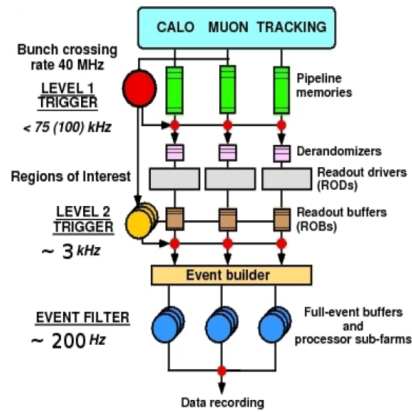 CALO MUON TRACKING
Bunch crossing
rate 40 MHz
LEVEL 1
TRIGGER
< 75 (100) kHz
Pipeline
memories
Derandomizers
Regions of Interest
Readout drivers
(RODs)
LEVEL 2
TRIGGER
~ 3 kHz
Readout buffers
(ROBs)
Event builder
EVENT FILTER
~ 200 Hz
Full-event buffers
and
processor sub-farms
Data recording